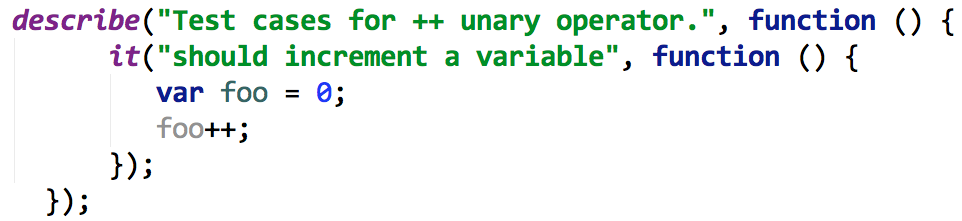 describe("Test cases for ++ unary operator.", function () {
it("should increment a variable", function () {
var foo = 0;
foo++;
});
});